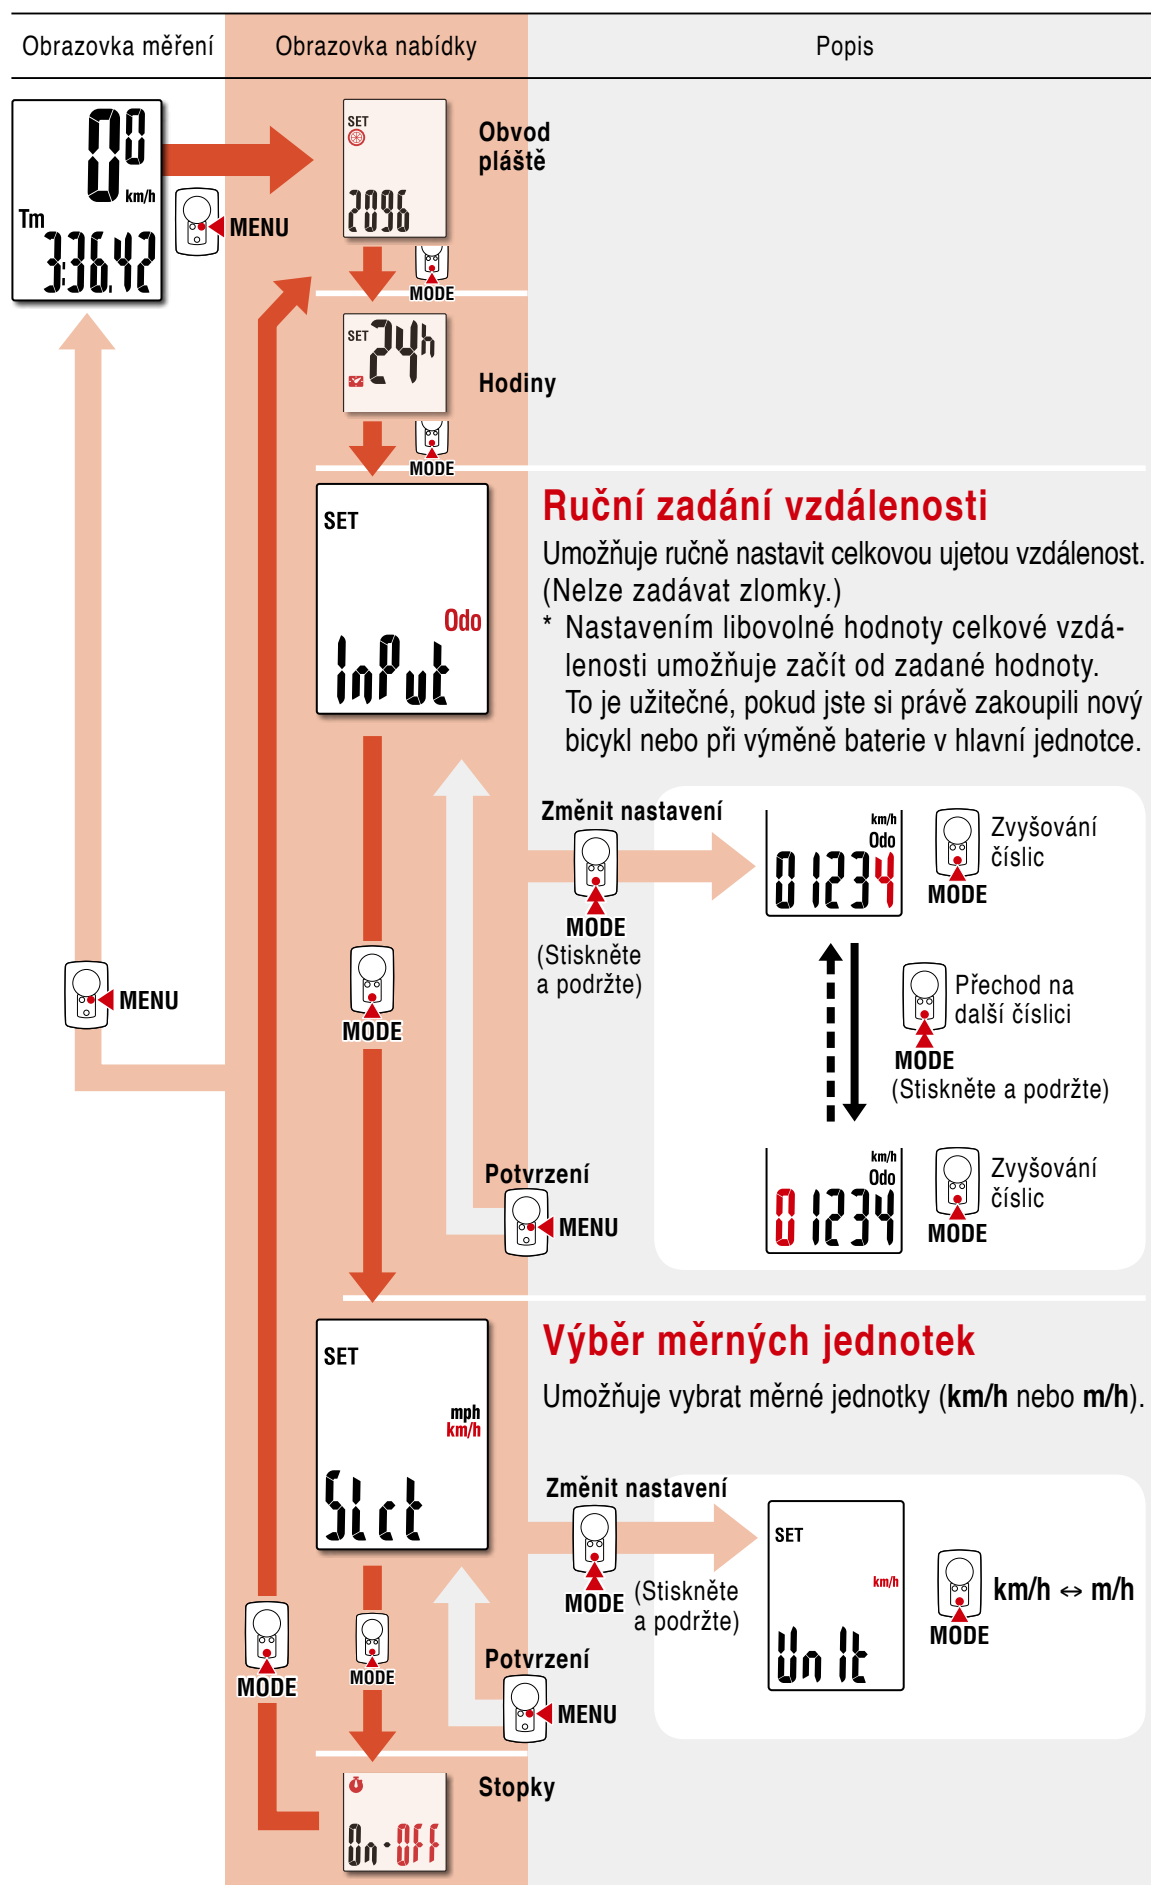 Obrazovka měření
Obrazovka nabídky
Popis
00
km/h
Tm
3:36.42
MENU
SET
2096
Obvod
pláště
MODE
SET
24h
Hodiny
MODE
SET
Odo
InPut
Ruční zadání vzdálenosti
Umožňuje ručně nastavit celkovou ujetou vzdálenost.
(Nelze zadávat zlomky.)
* Nastavením libovolné hodnoty celkové vzdá-
lenosti umožňuje začít od zadané hodnoty.
To je užitečné, pokud jste si právě zakoupili nový
bicykl nebo při výměně baterie v hlavní jednotce.
Změnit nastavení
MODE
(Stiskněte
a podržte)
km/h
Odo
01234
MODE
Zvyšování
číslic
MENU
MODE
Přechod na
další číslici
MODE
(Stiskněte a podržte)
Potvrzení
MENU
km/h
Odo
01234
Zvyšování
číslic
MODE
SET
mph
km/h
Slct
Výběr měrných jednotek
Umožňuje vybrat měrné jednotky (km/h nebo m/h).
Změnit nastavení
MODE
(Stiskněte
a podržte)
SET
km/h
Unit
MODE
km/h ⇔ m/h
MODE
MODE
Potvrzení
MENU
On-OFF
Stopky